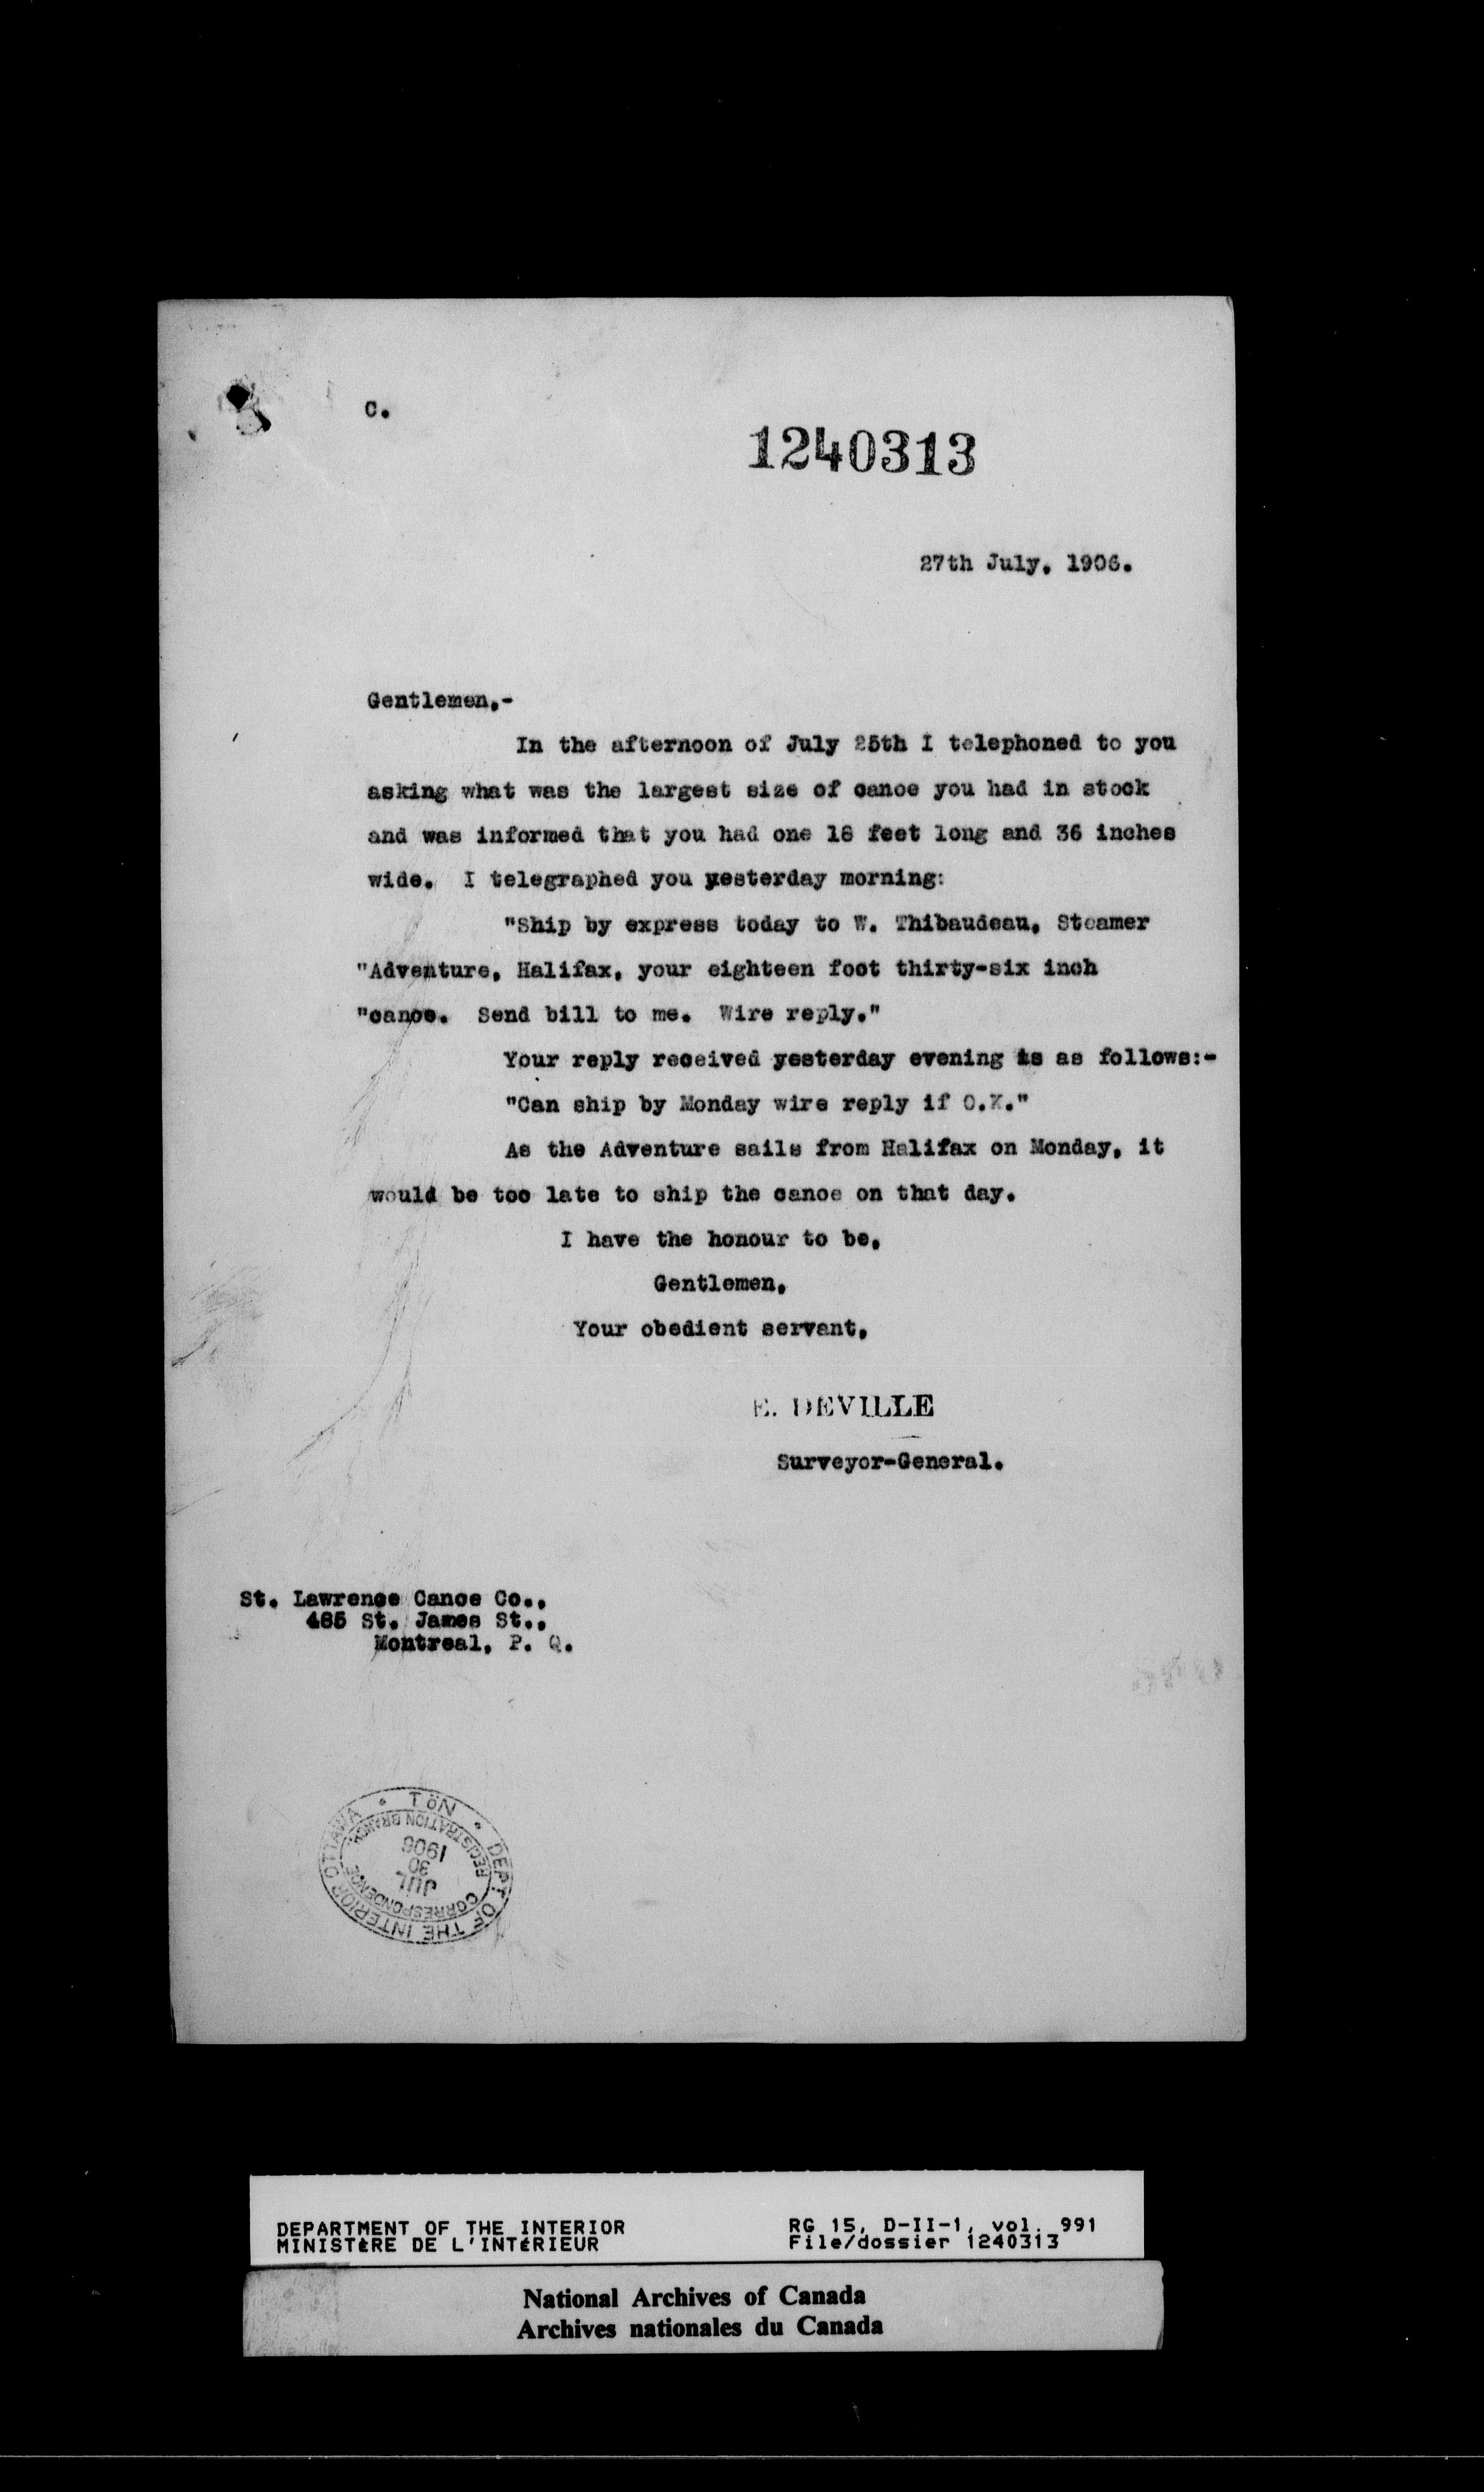 C.
1240313
27th July, 1906.
Gentlemen,-
In the afternoon of July 25th I telephoned to you
asking what was the largest size of canoe you had in stock
and was informed that you had one 18 feet long and 36 inches
wide. I telegraphed you yesterday morning:
"Ship by express today to W. Thibaudeau, Steamer
"Adventure, Halifax, your eighteen foot thirty-six inch
"canoe. Send bill to me. Wire reply."
Your reply received yesterday evening is as follows:-
"Can ship by Monday wire reply if O.K."
As the Adventure sails from Halifax on Monday, it
would be too late to ship the canoe on that day.
I have the honour to be,
Gentlemen,
Your obedient servant,
E. DEVILLE
Surveyor-General.
St. Lawrence Canoe Co.,
485 St. James St.,
Montreal, P. Q.
DEPT OF THE INTERIOR OTTAWA
CORRESPONDENCE
REGISTRATION BRANCH
JUL
30
1906
DEPARTMENT OF THE INTERIOR
MINISTÈRE DE L'INTÉRIEUR
RG 15, D-II-1, vol. 991
File/dossier 1240313
National Archives of Canada
Archives nationales du Canada